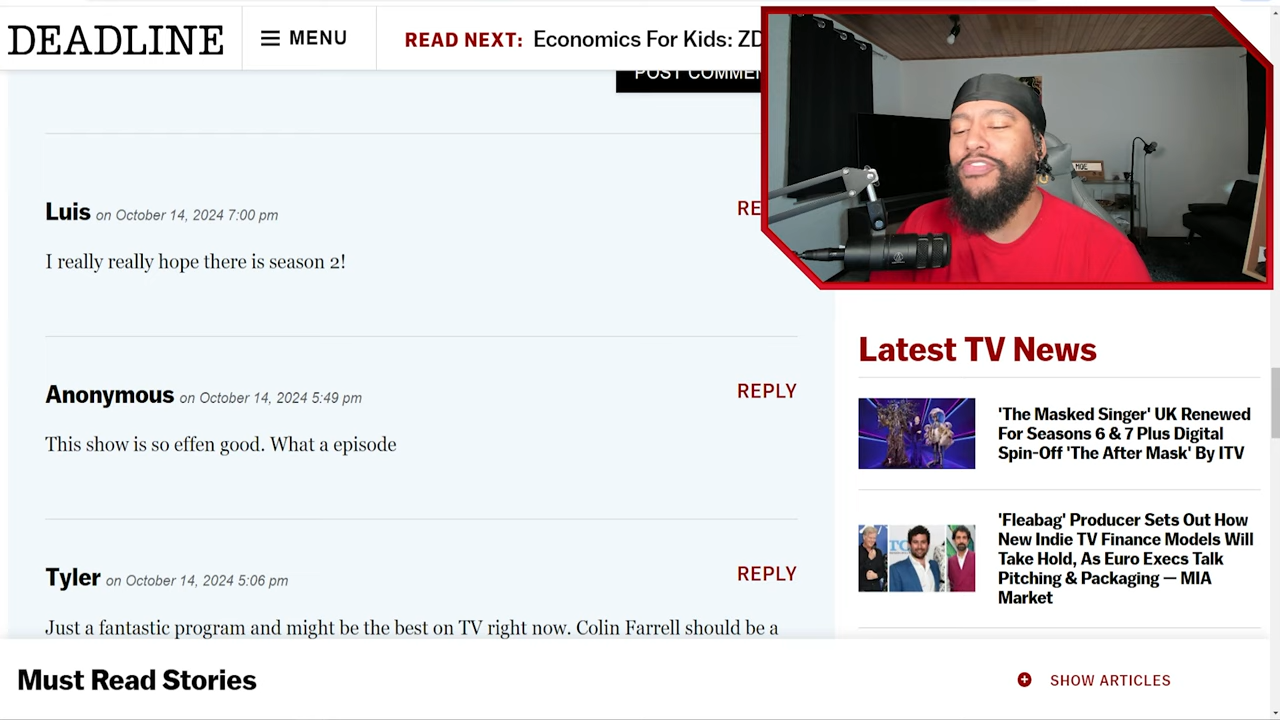 DEADLINE
MENU
READ NEXT: Economics For Kids: ZD
POST COMMEN
Luis on October 14, 2024 7:00 pm
RE
I really really hope there is season 2!
Anonymous on October 14, 2024 5:49 pm
REPLY
This show is so effen good. What a episode
Tyler on October 14, 2024 5:06 pm
REPLY
Just a fantastic program and might be the best on TV right now. Colin Farrell should be a
Latest TV News
'The Masked Singer' UK Renewed
For Seasons 6 & 7 Plus Digital
Spin-Off 'The After Mask' By ITV
'Fleabag' Producer Sets Out How
New Indie TV Finance Models Will
Take Hold, As Euro Execs Talk
Pitching & Packaging — MIA
Market
Must Read Stories
SHOW ARTICLES